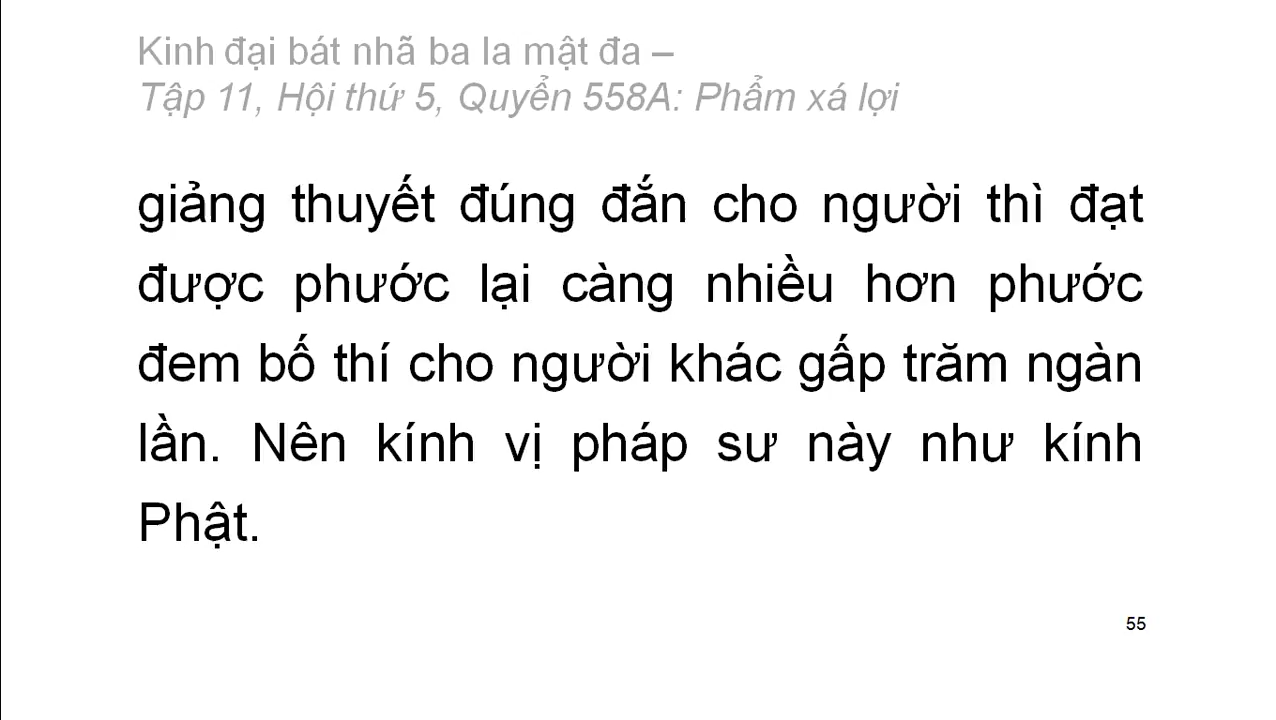 Kinh đại bát nhã ba la mật đa –
Tập 11, Hội thứ 5, Quyển 558A: Phẩm xá lợi
giảng thuyết đúng đắn cho người thì đạt
được phước lại càng nhiều hơn phước
đem bố thí cho người khác gấp trăm ngàn
lần. Nên kính vị pháp sư này như kính
Phật.
55